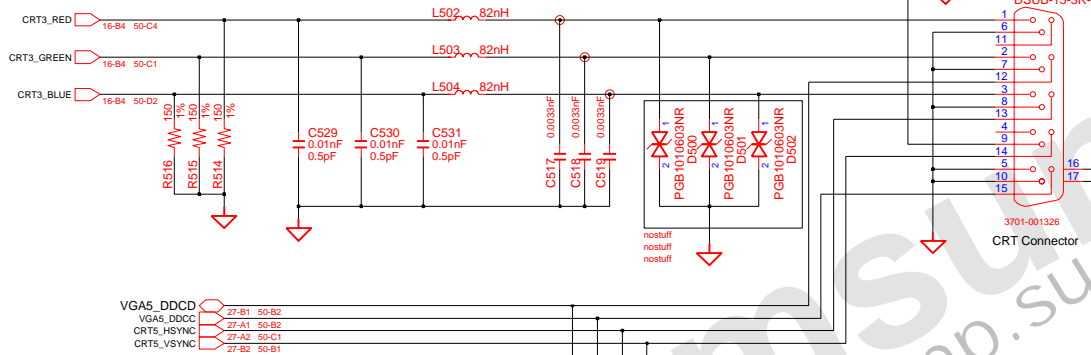 DSUB-15-3R-
CRT3_RED
16-B4 50-C4
L502 82nH
1
6
11
CRT3_GREEN
16-B4 50-C1
L503 82nH
2
7
12
CRT3_BLUE
16-B4 50-D2
L504 82nH
3
8
13
4
9
14
5
10
15
16
17
150
1%
R516
150
1%
R515
150
1%
R514
C529
0.01nF
0.5pF
C530
0.01nF
0.5pF
C531
0.01nF
0.5pF
0.0033nF
C517
0.0033nF
C518
0.0033nF
C519
1
2
PGB1010603NR
D500
1
2
PGB1010603NR
D501
1
2
PGB1010603NR
D502
nostuff
nostuff
nostuff
3701-001326
CRT Connector
VGA5_DDCD
27-B1 50-B2
VGA5_DDCC
27-A1 50-B2
CRT5_HSYNC
27-A2 50-C1
CRT5_VSYNC
27-B2 50-B1
msun
p.su